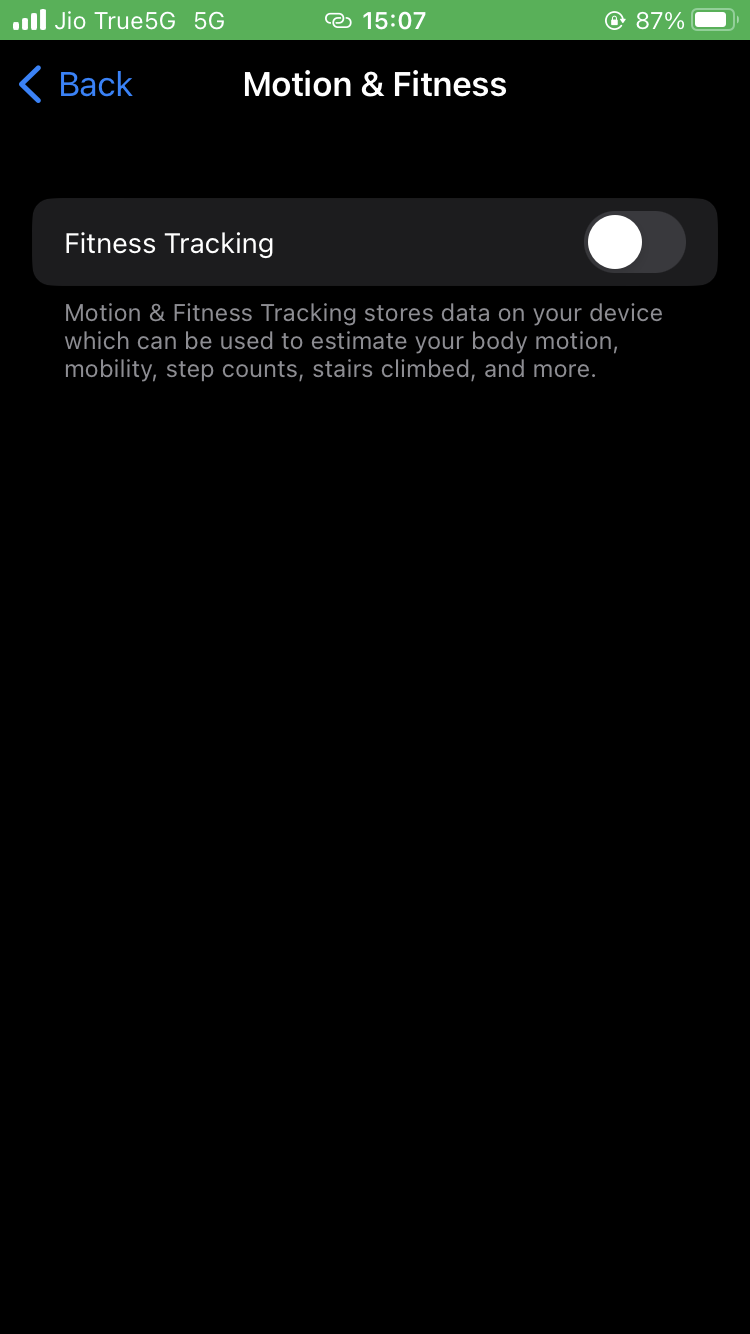 Jio True5G 5G 15:07 87%
Back Motion & Fitness
Fitness Tracking
Motion & Fitness Tracking stores data on your device
which can be used to estimate your body motion,
mobility, step counts, stairs climbed, and more.